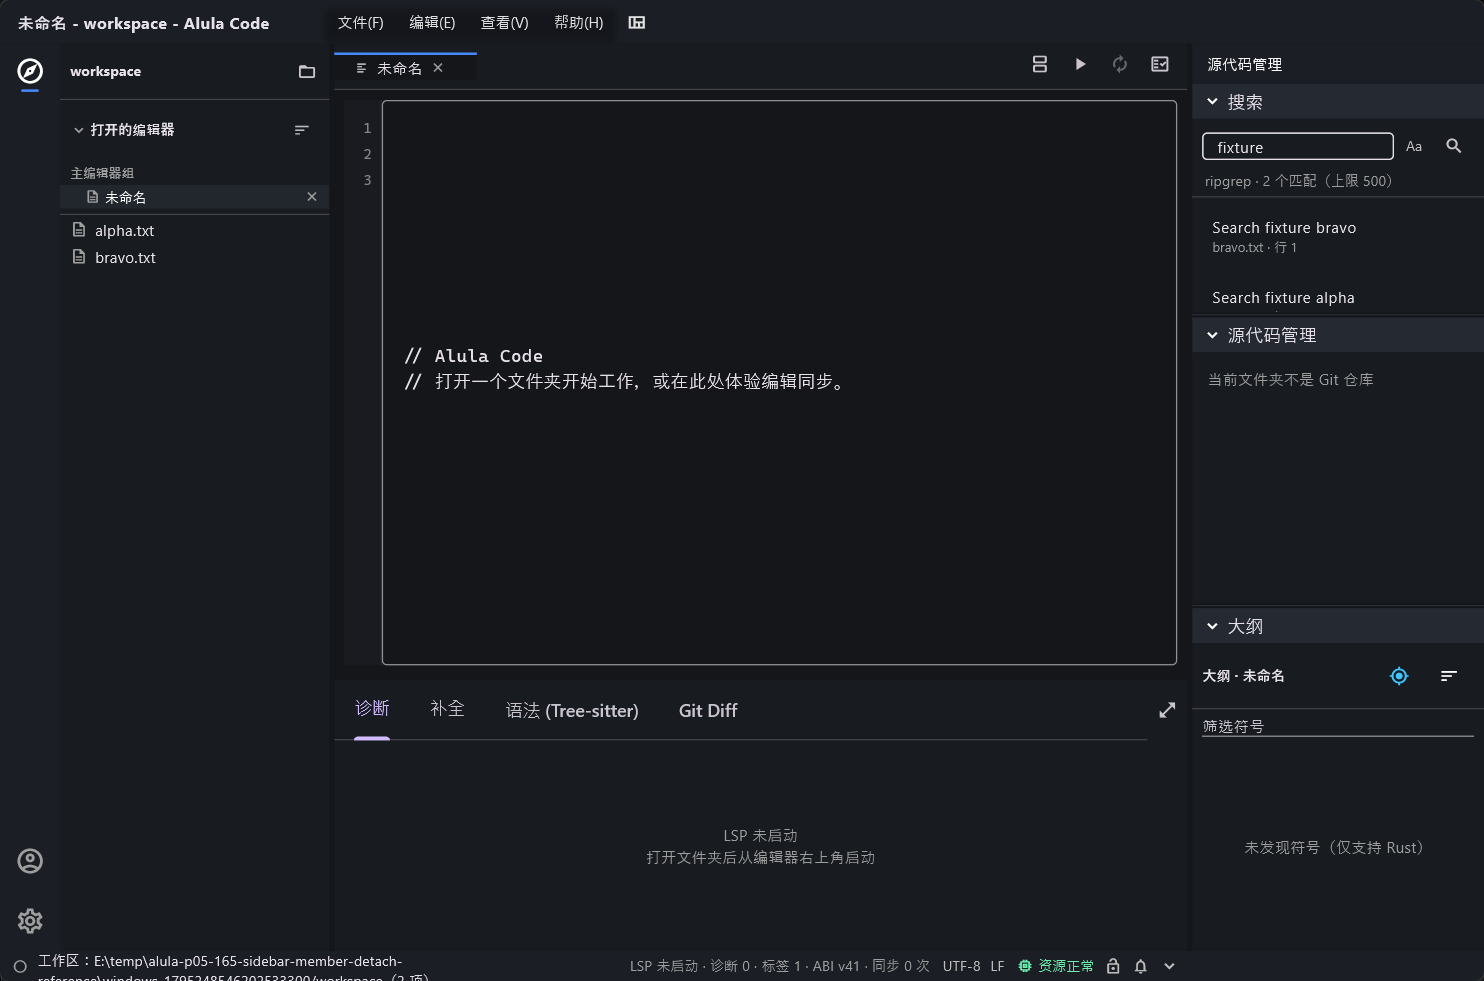 未命名 - workspace - Alula Code
文件(F) 编辑(E) 查看(V) 帮助(H)
workspace
打开的编辑器
主编辑器组
未命名
alpha.txt
bravo.txt
未命名
1
2
3
// Alula Code
// 打开一个文件夹开始工作，或在此处体验编辑同步。
诊断 补全 语法 (Tree-sitter) Git Diff
LSP 未启动
打开文件夹后从编辑器右上角启动
源代码管理
搜索
fixture Aa
ripgrep · 2 个匹配（上限 500）
Search fixture bravo
bravo.txt · 行 1
Search fixture alpha
源代码管理
当前文件夹不是 Git 仓库
大纲
大纲 · 未命名
筛选符号
未发现符号（仅支持 Rust）
工作区：E:\temp\alula-p05-165-sidebar-member-detach-
reference\windows-1795248546202533300/workspace（2 项）
LSP 未启动 · 诊断 0 · 标签 1 · ABI v41 · 同步 0 次 UTF-8 LF 资源正常